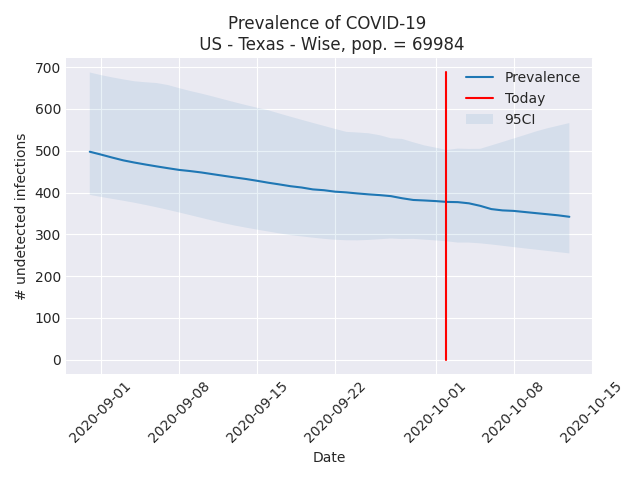 Prevalence of COVID-19
US - Texas - Wise, pop. = 69984
# undetected infections
700
600
500
400
300
200
100
0
Prevalence
Today
95CI
2020-09-01
2020-09-08
2020-09-15
2020-09-22
2020-10-01
2020-10-08
2020-10-15
Date